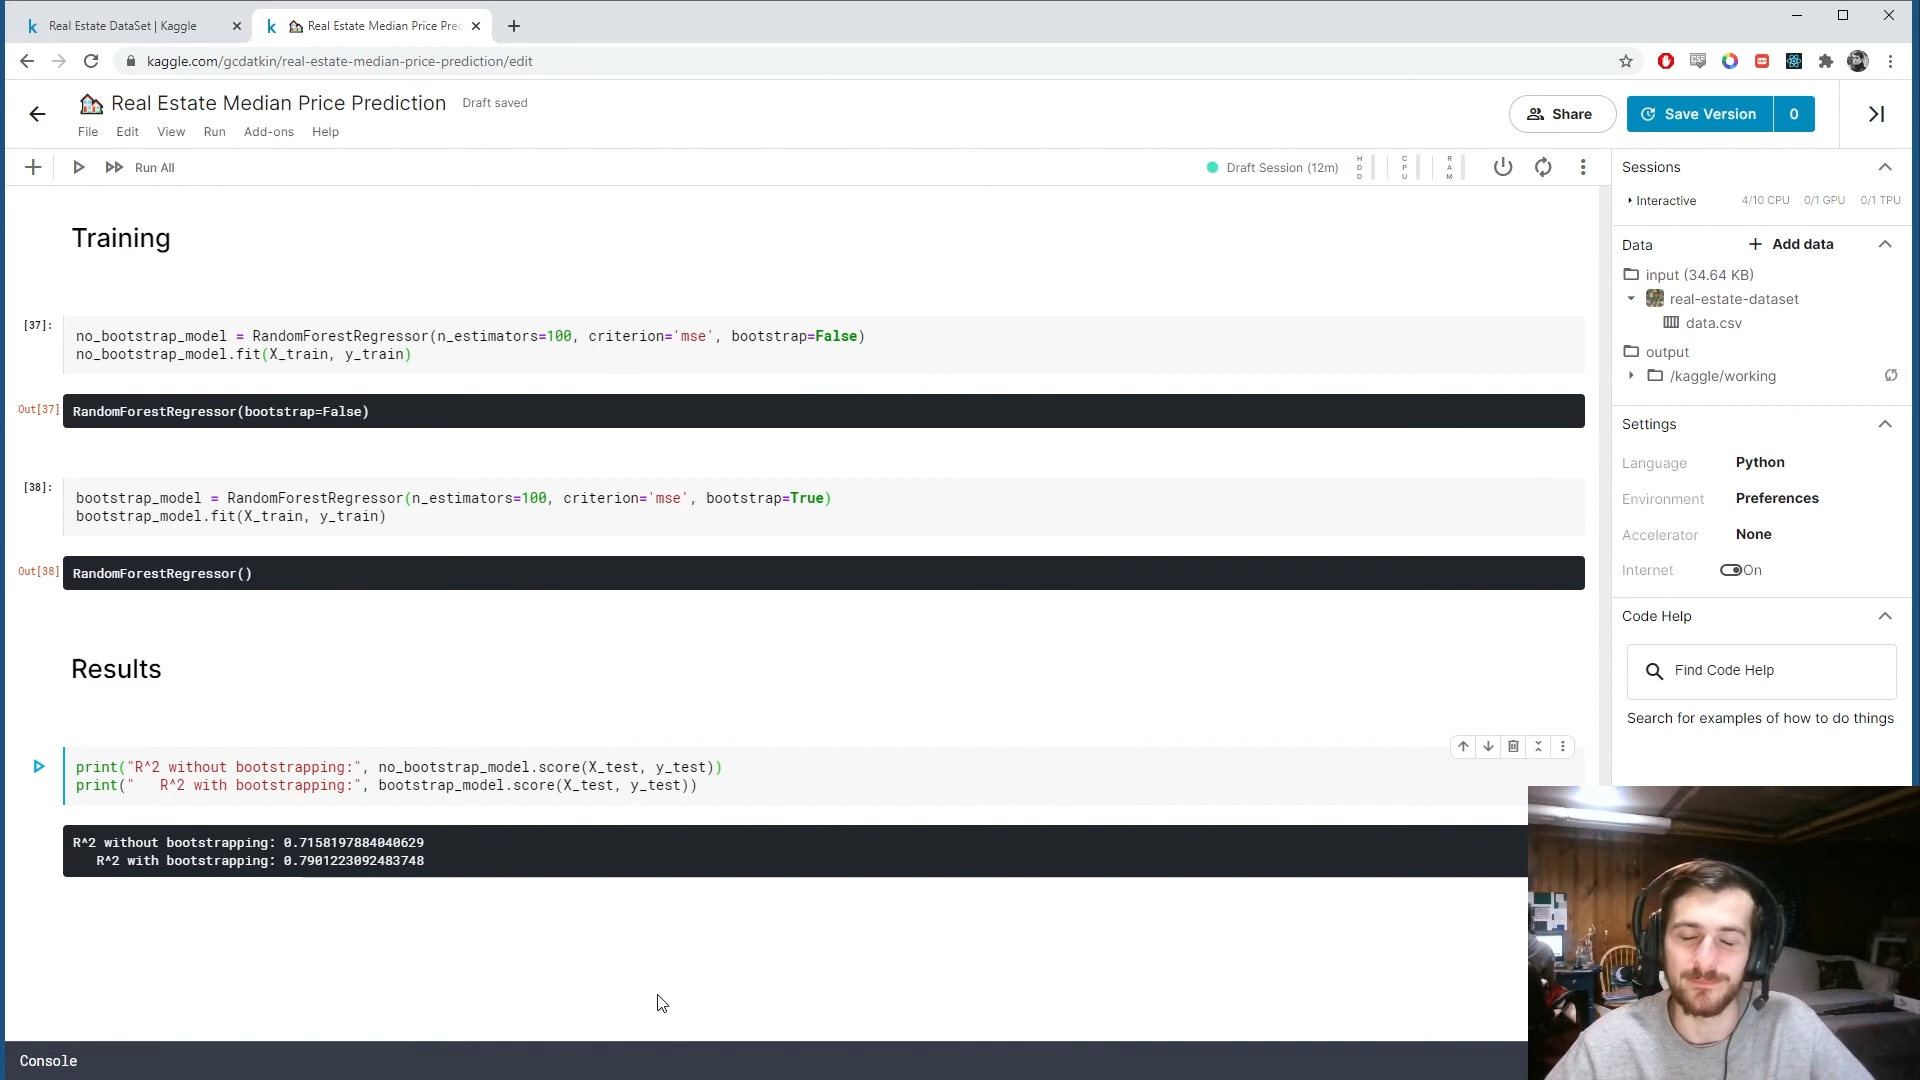 Real Estate DataSet | Kaggle
Real Estate Median Price Pred
kaggle.com/gcdatkin/real-estate-median-price-prediction/edit
Real Estate Median Price Prediction
Draft saved
File Edit View Run Add-ons Help
Share
Save Version
0
Run All
Draft Session (12m)
HDD
CPU
RAM
Training
[37]:
no_bootstrap_model = RandomForestRegressor(n_estimators=100, criterion='mse', bootstrap=False)
no_bootstrap_model.fit(X_train, y_train)
Out[37]
RandomForestRegressor(bootstrap=False)
[38]:
bootstrap_model = RandomForestRegressor(n_estimators=100, criterion='mse', bootstrap=True)
bootstrap_model.fit(X_train, y_train)
Out[38]
RandomForestRegressor()
Results
print("R^2 without bootstrapping:", no_bootstrap_model.score(X_test, y_test))
print("   R^2 with bootstrapping:", bootstrap_model.score(X_test, y_test))
R^2 without bootstrapping: 0.7158197884040629
   R^2 with bootstrapping: 0.7901223092483748
Console
Sessions
Interactive 4/10 CPU 0/1 GPU 0/1 TPU
Data
+ Add data
input (34.64 KB)
real-estate-dataset
data.csv
output
/kaggle/working
Settings
Language Python
Environment Preferences
Accelerator None
Internet On
Code Help
Find Code Help
Search for examples of how to do things